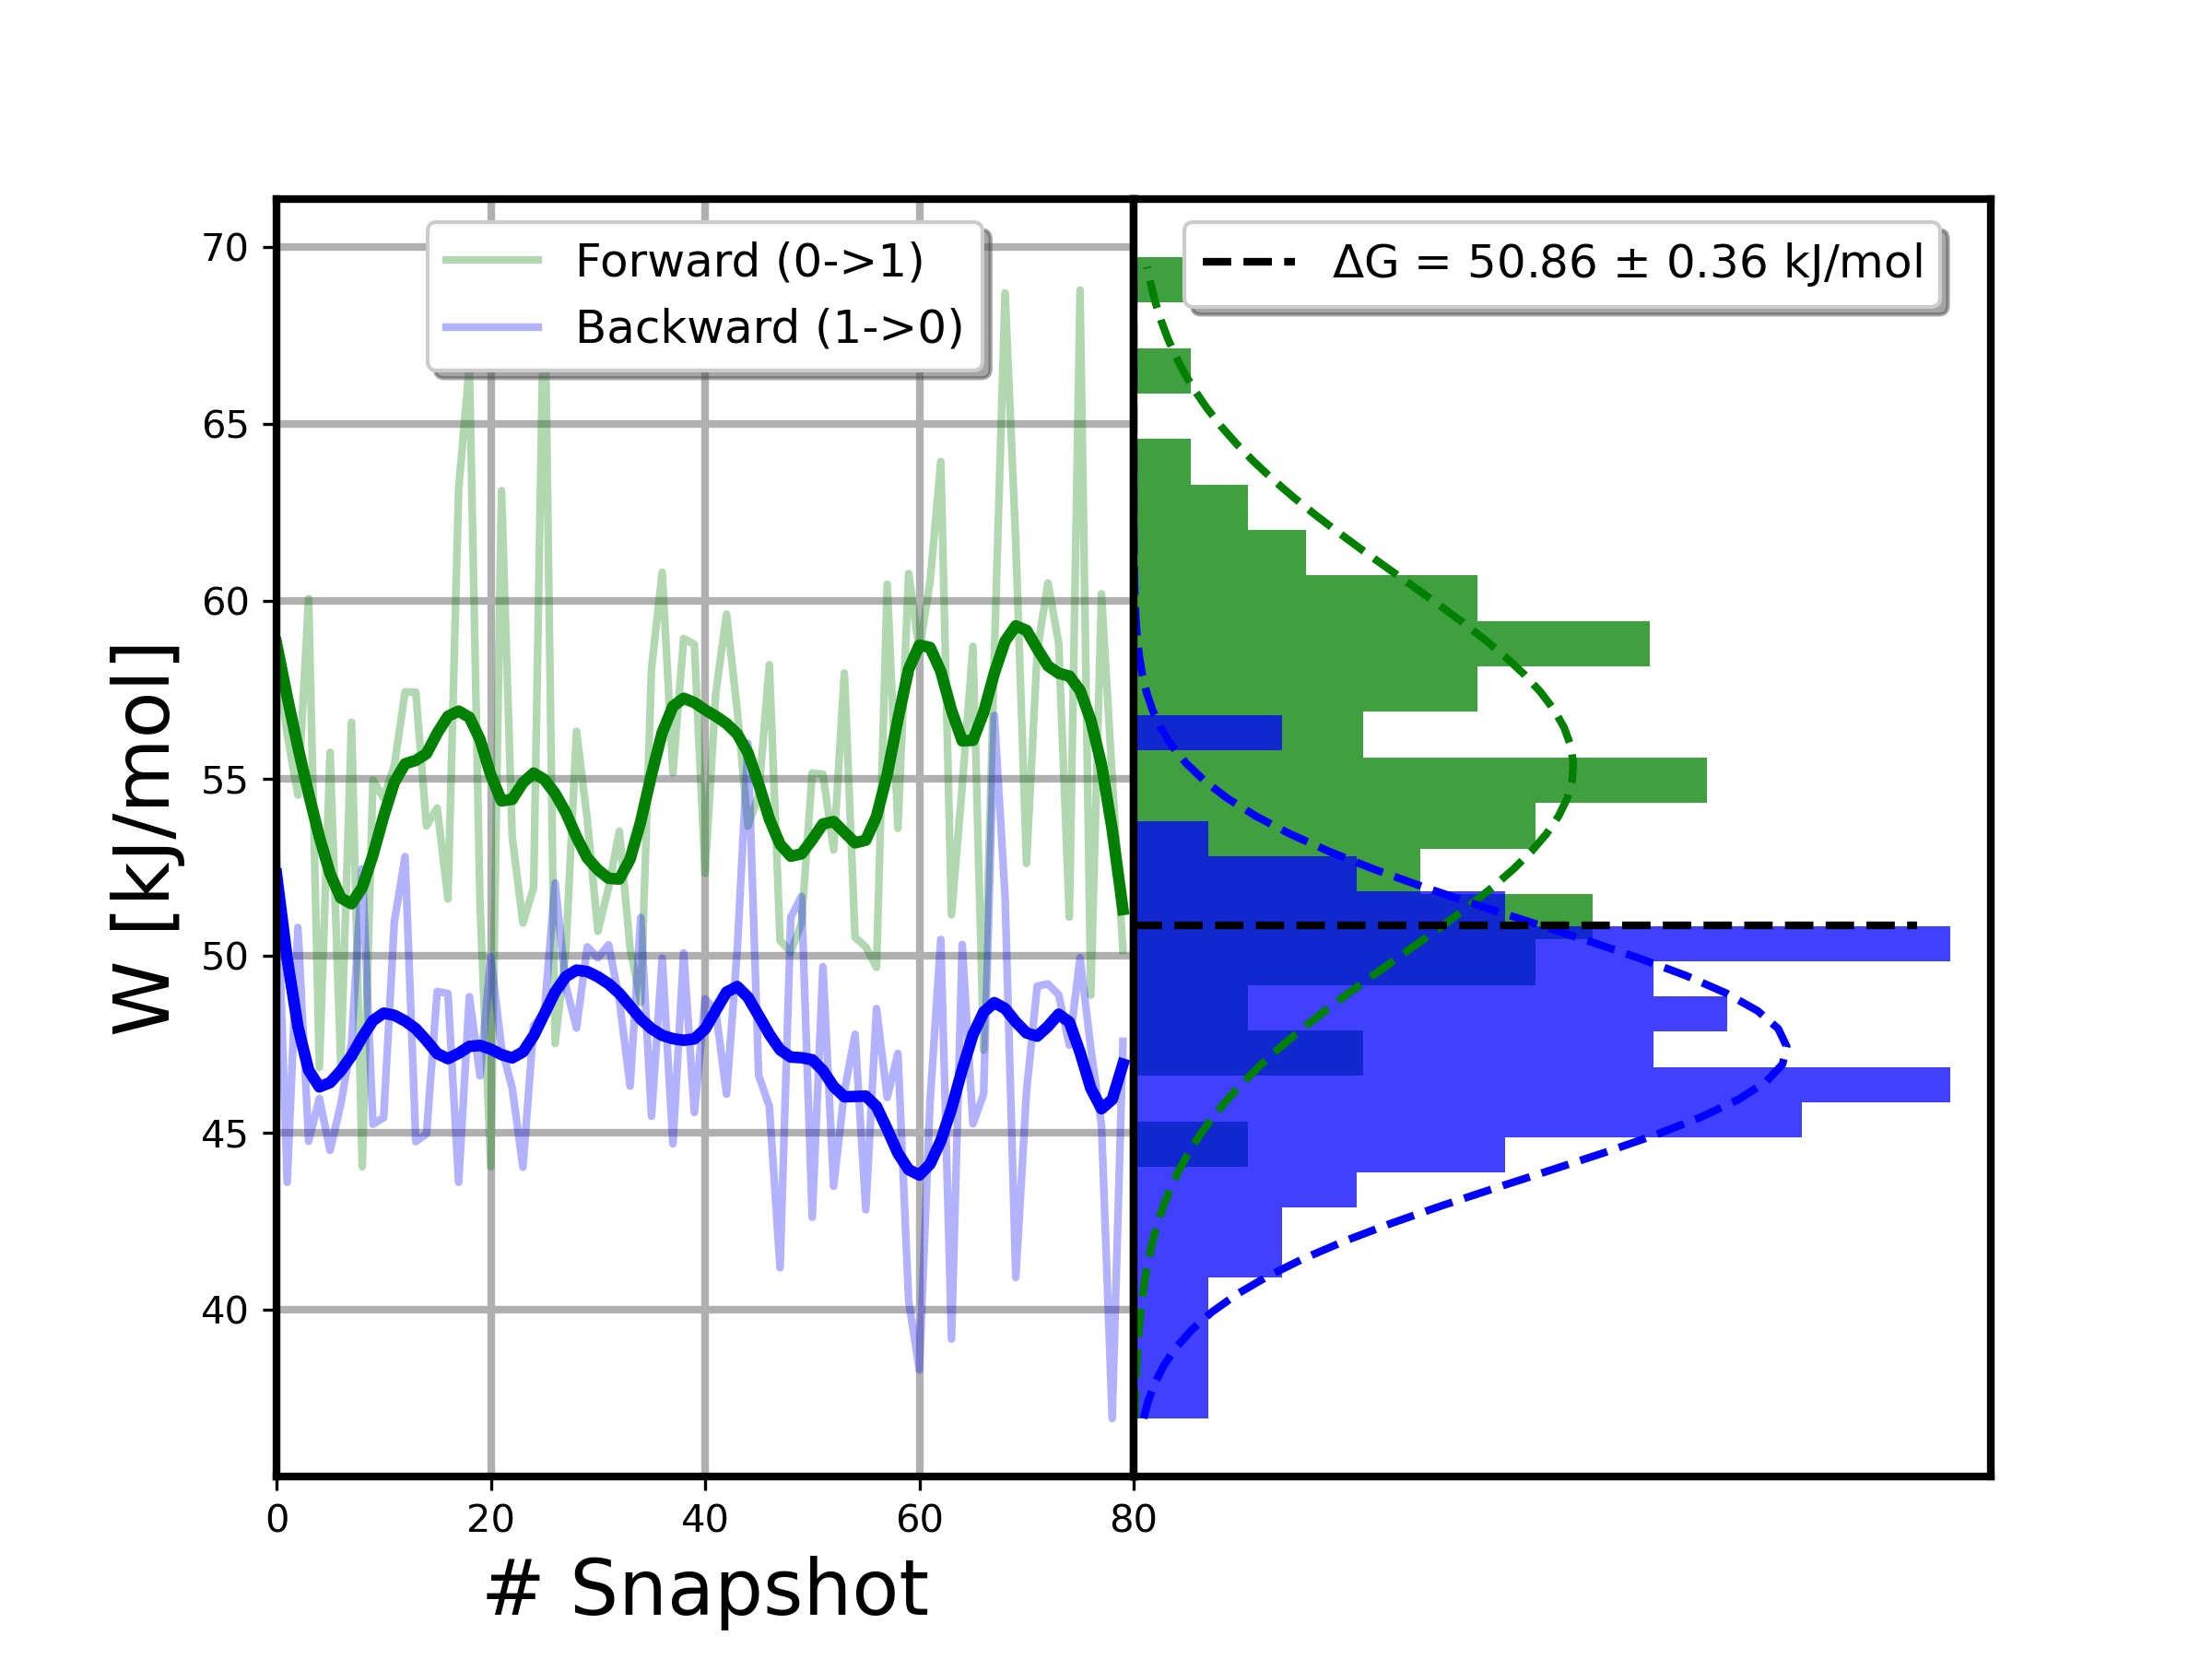 Forward (0->1)
Backward (1->0)
ΔG = 50.86 ± 0.36 kJ/mol
W [kJ/mol]
70
65
60
55
50
45
40
0 20 40 60 80
# Snapshot